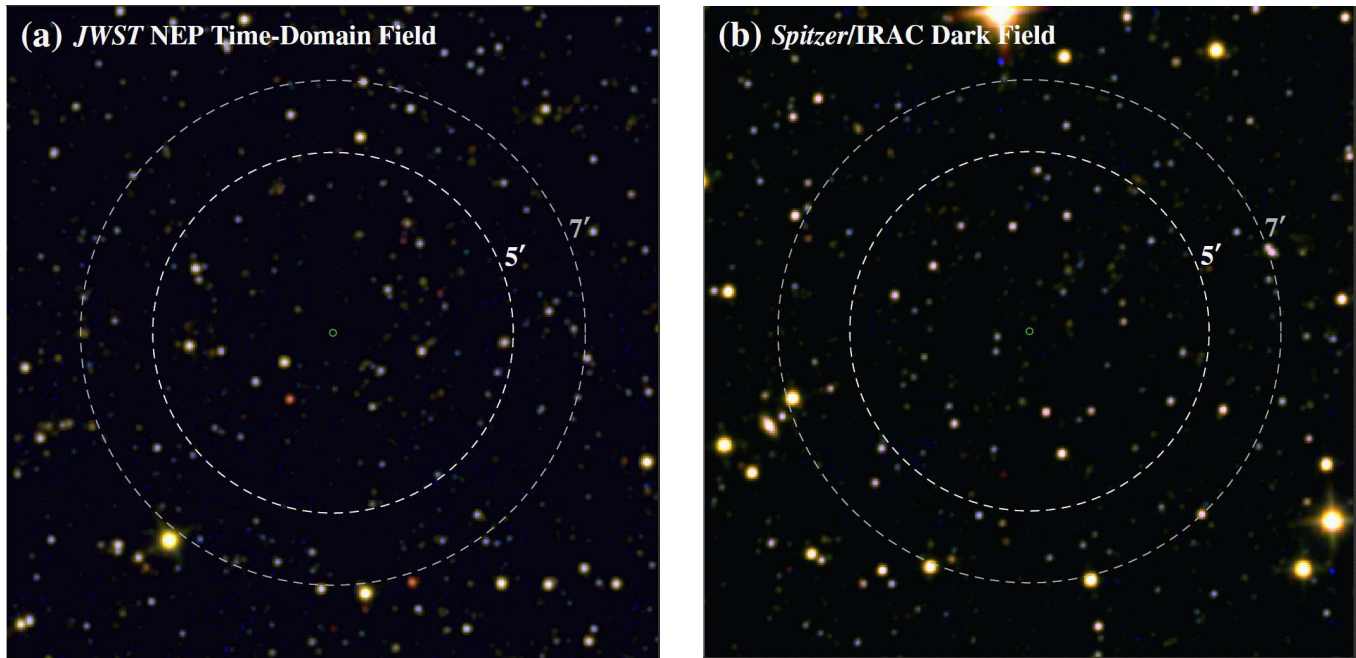 (a) JWST NEP Time-Domain Field
7′
5′
(b) Spitzer/IRAC Dark Field
7′
5′